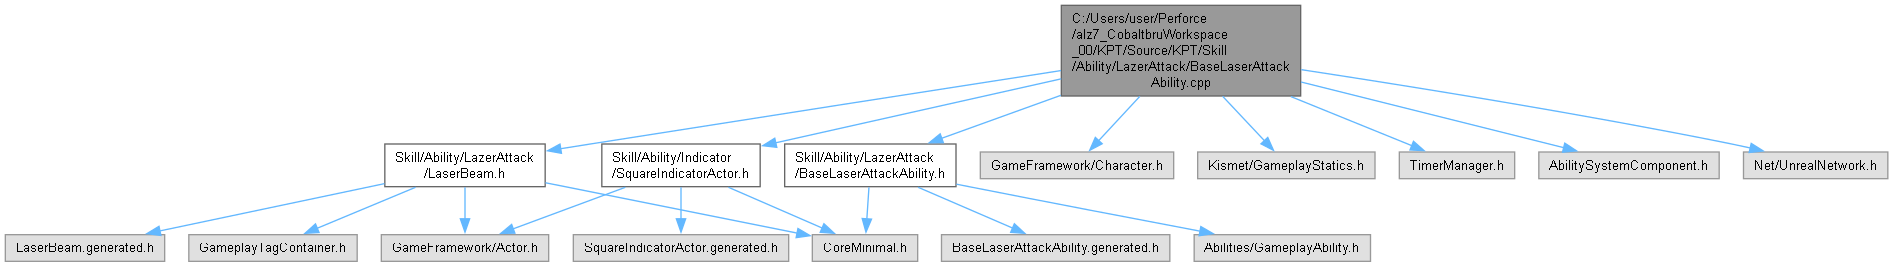 C:/Users/user/Perforce
/alz7_CobaltbruWorkspace
_00/KPT/Source/KPT/Skill
/Ability/LazerAttack/BaseLaserAttack
Ability.cpp
Skill/Ability/LazerAttack
/LaserBeam.h
Skill/Ability/Indicator
/SquareIndicatorActor.h
Skill/Ability/LazerAttack
/BaseLaserAttackAbility.h
GameFramework/Character.h
Kismet/GameplayStatics.h
TimerManager.h
AbilitySystemComponent.h
Net/UnrealNetwork.h
LaserBeam.generated.h
GameplayTagContainer.h
GameFramework/Actor.h
SquareIndicatorActor.generated.h
CoreMinimal.h
BaseLaserAttackAbility.generated.h
Abilities/GameplayAbility.h